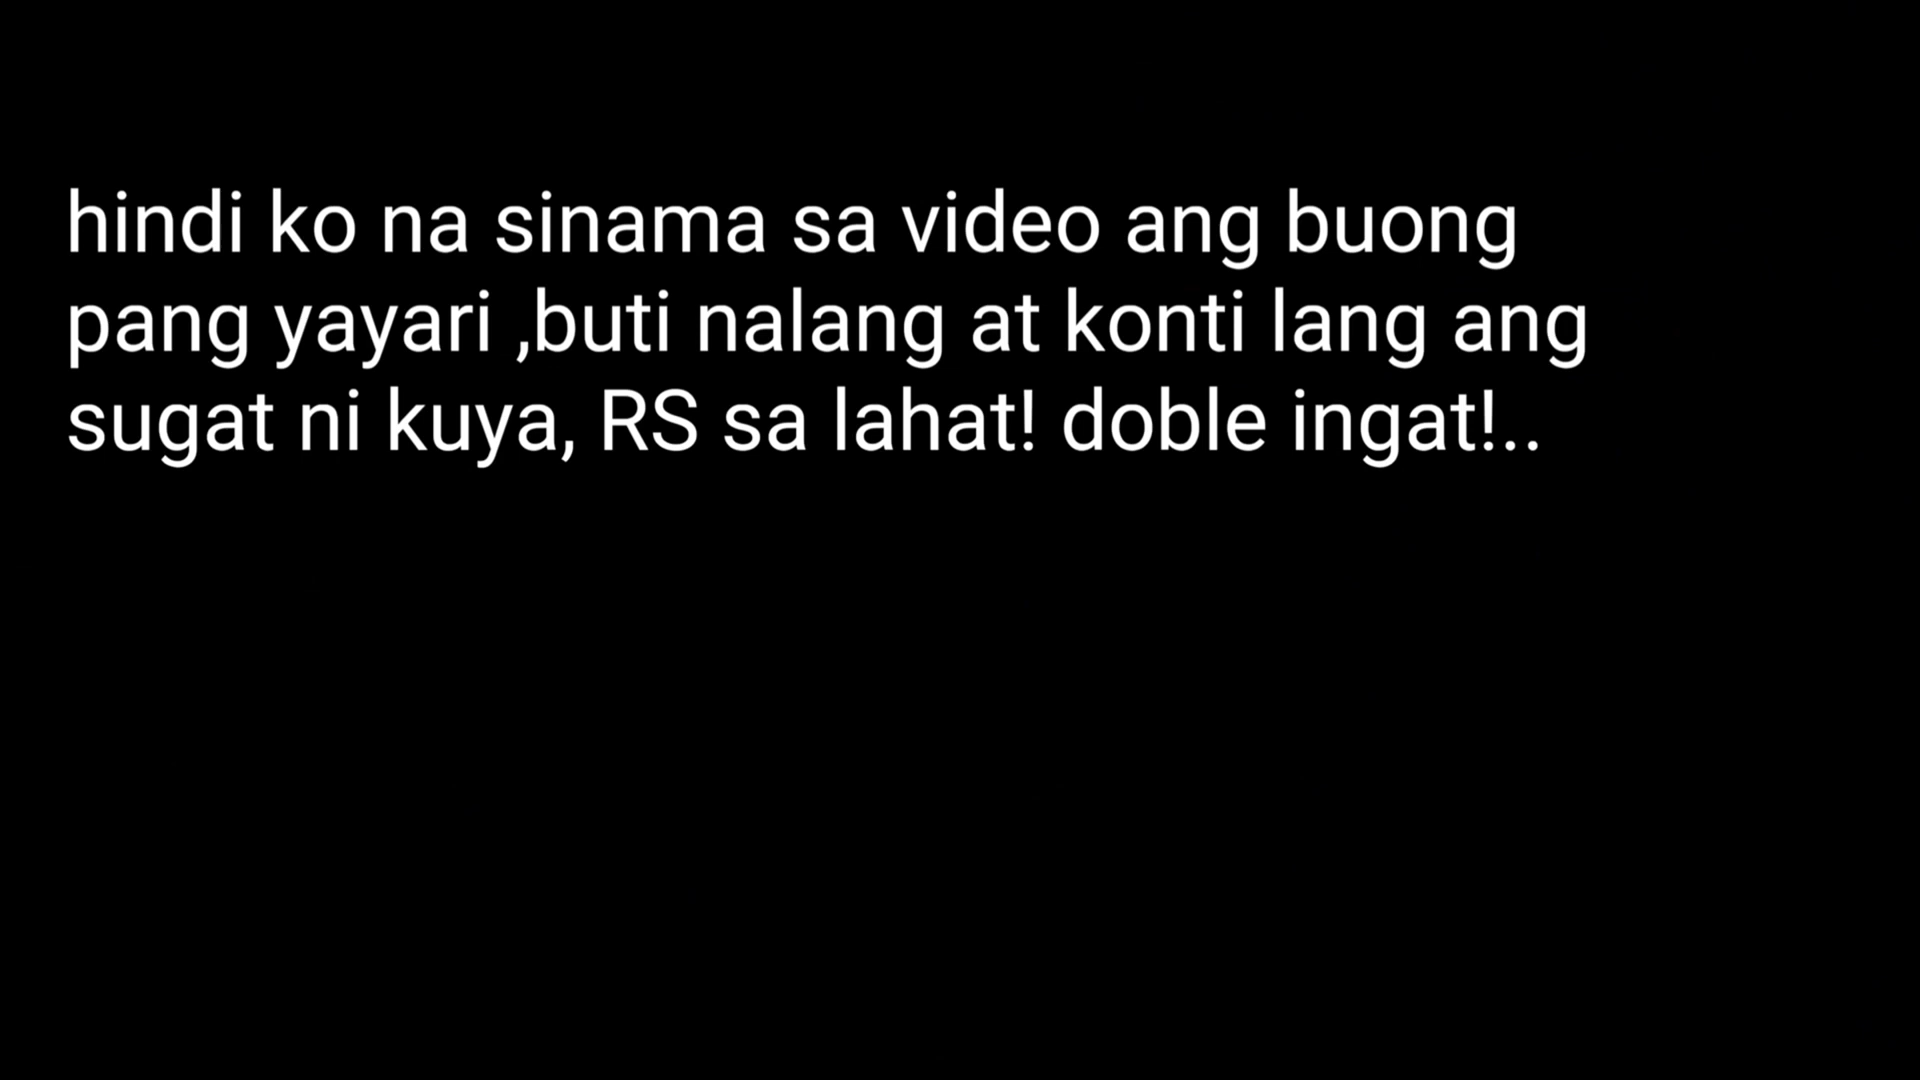 hindi ko na sinama sa video ang buong
pang yayari ,buti nalang at konti lang ang
sugat ni kuya, RS sa lahat! doble ingat!..